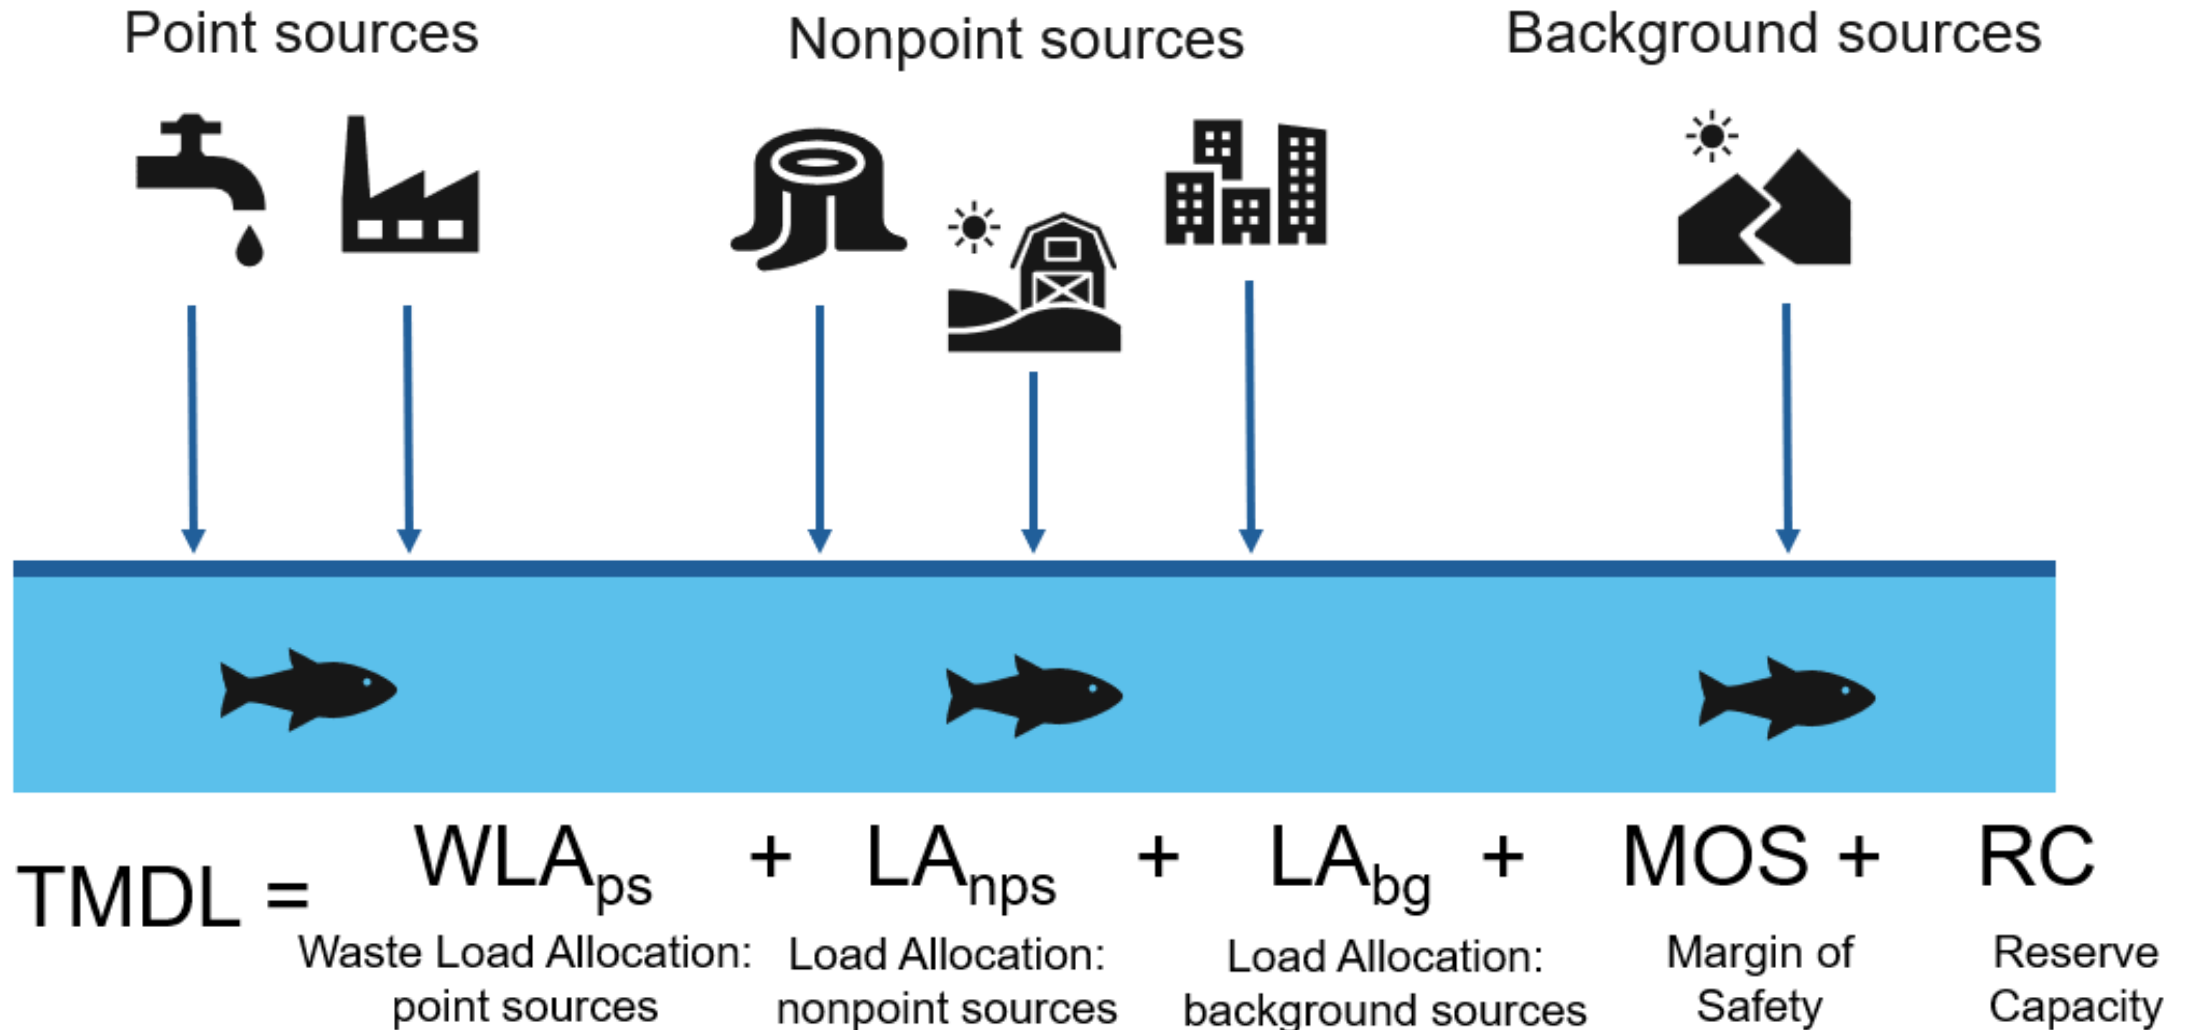 Point sources
Nonpoint sources
Background sources
TMDL = WLAps + LAnps + LAbg + MOS + RC
Waste Load Allocation:
point sources
Load Allocation:
nonpoint sources
Load Allocation:
background sources
Margin of
Safety
Reserve
Capacity